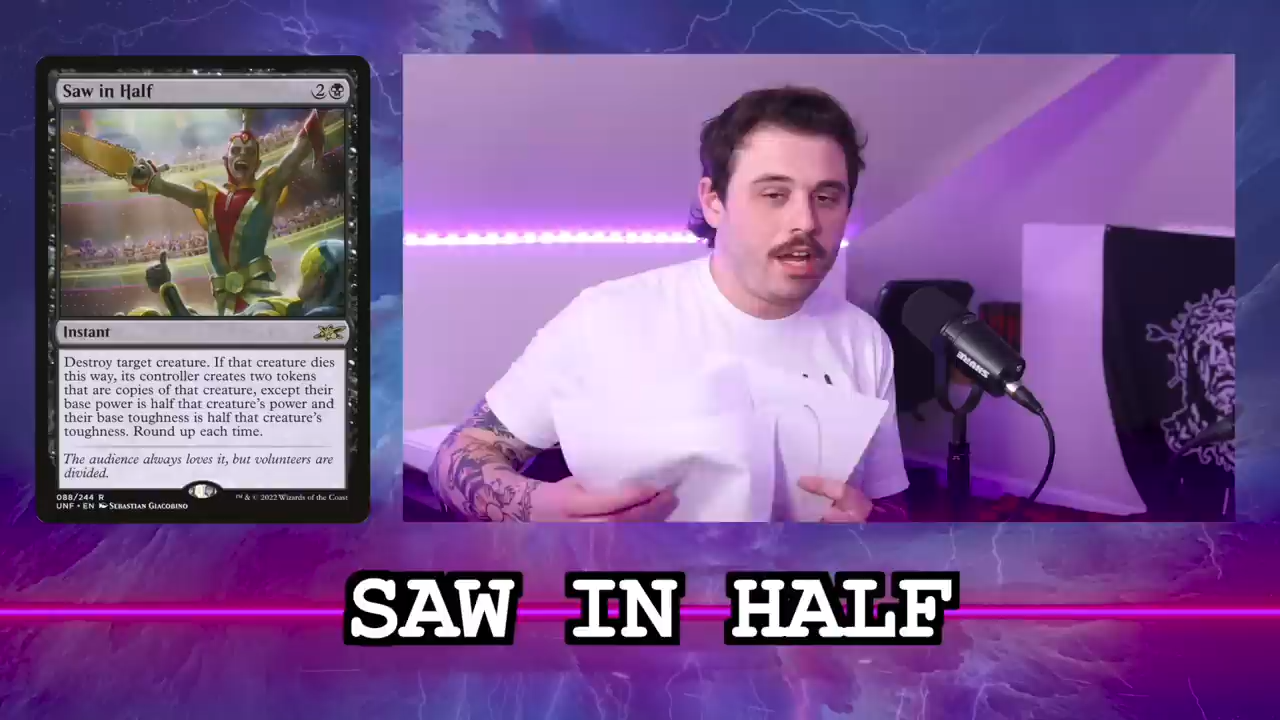 Saw in Half 2
Instant
Destroy target creature. If that creature dies
this way, its controller creates two tokens
that are copies of that creature, except their
base power is half that creature's power and
their base toughness is half that creature's
toughness. Round up each time.
The audience always loves it, but volunteers are
divided.
088/244 R
UNF • EN Sebastian Giacobino
™ & © 2022 Wizards of the Coast
SHURE
SAW IN HALF